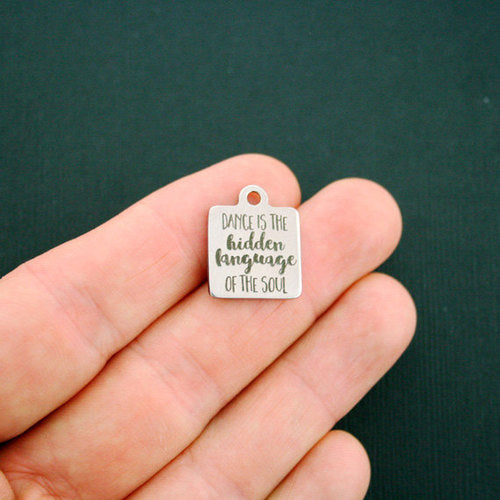 DANCE IS THE
hidden
language
OF THE SOUL